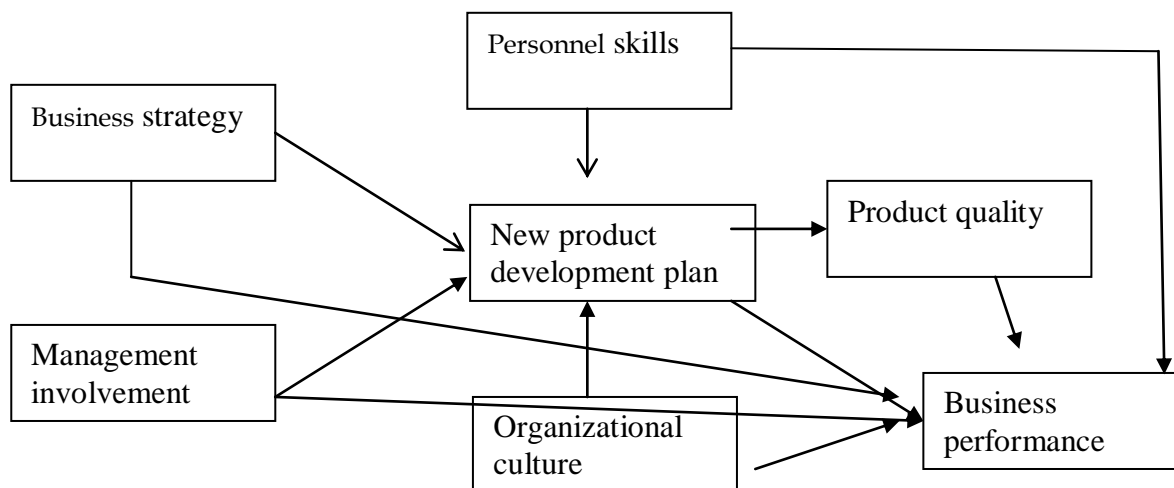 Personnel skills
Business strategy
New product
development plan
Product quality
Management
involvement
Organizational
culture
Business
performance